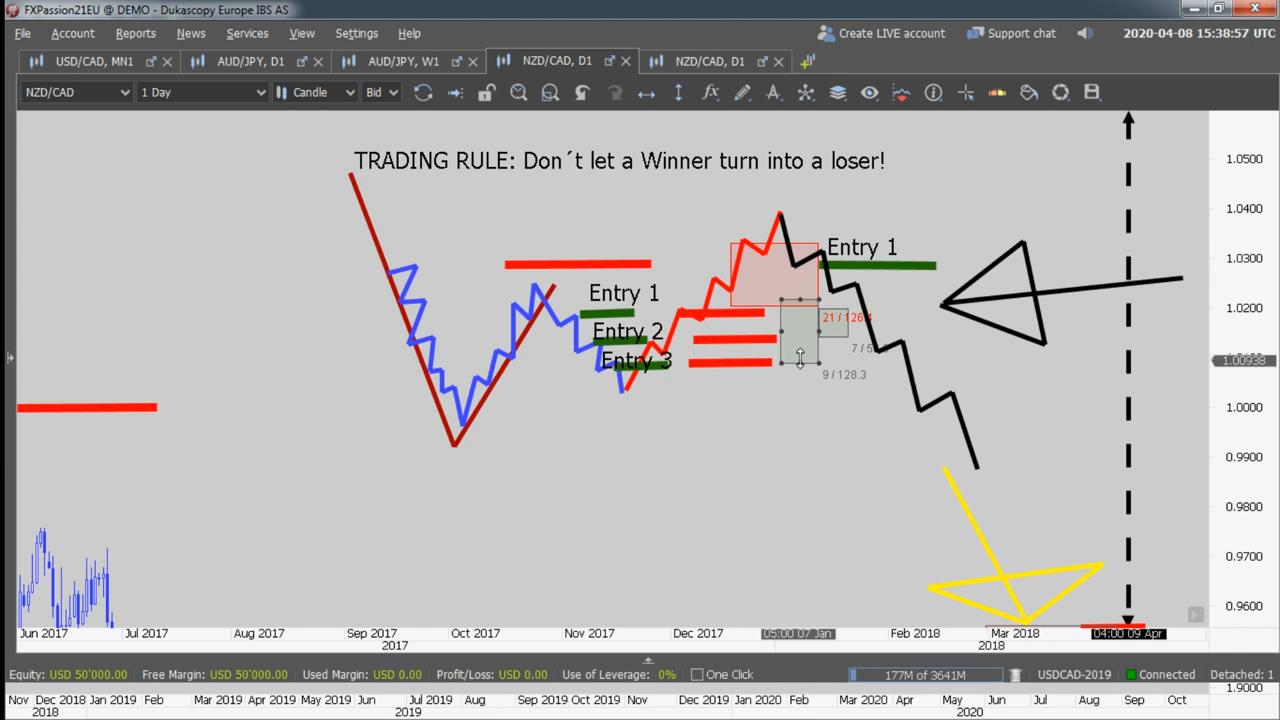 FXPassion21EU @ DEMO - Dukascopy Europe IBS AS
File Account Reports News Services View Settings Help
Create LIVE account Support chat 2020-04-08 15:38:57 UTC
USD/CAD, MN1 AUD/JPY, D1 AUD/JPY, W1 NZD/CAD, D1 NZD/CAD, D1
NZD/CAD 1 Day Candle Bid
TRADING RULE: Don´t let a Winner turn into a loser!
1.0500
1.0400
Entry 1
1.0300
Entry 1
1.0200
21 / 126.4
Entry 2
7 / 5
Entry 3
1.00938
9 / 128.3
1.0000
0.9900
0.9800
0.9700
0.9600
Jun 2017 Jul 2017 Aug 2017 Sep 2017 Oct 2017 Nov 2017 Dec 2017 05:00 07 Jan Feb 2018 Mar 2018 04:00 09 Apr
2017 2018
Equity: USD 50'000.00 Free Margin: USD 50'000.00 Used Margin: USD 0.00 Profit/Loss: USD 0.00 Use of Leverage: 0% One Click 177M of 3641M USDCAD-2019 Connected Detached: 1
1.9000
Nov Dec 2018 Jan 2019 Feb Mar 2019 Apr 2019 May 2019 Jun Jul 2019 Aug Sep 2019 Oct 2019 Nov Dec 2019 Jan 2020 Feb Mar 2020 Apr May Jun Jul Aug Sep Oct
2018 2019 2020